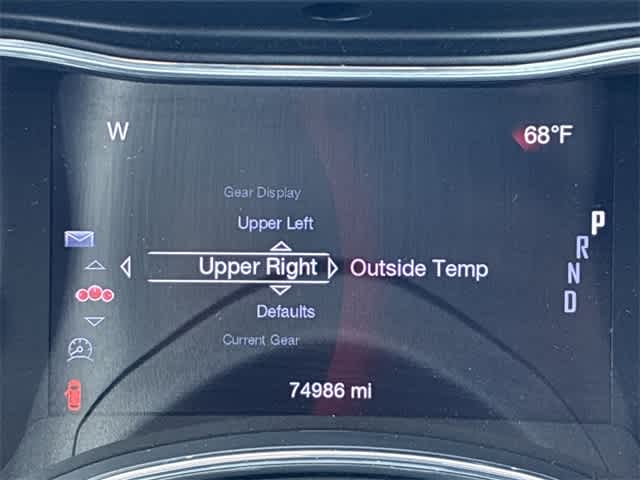 W
68°F
Gear Display
Upper Left
Upper Right
Outside Temp
Defaults
Current Gear
74986 mi
P
R
N
D